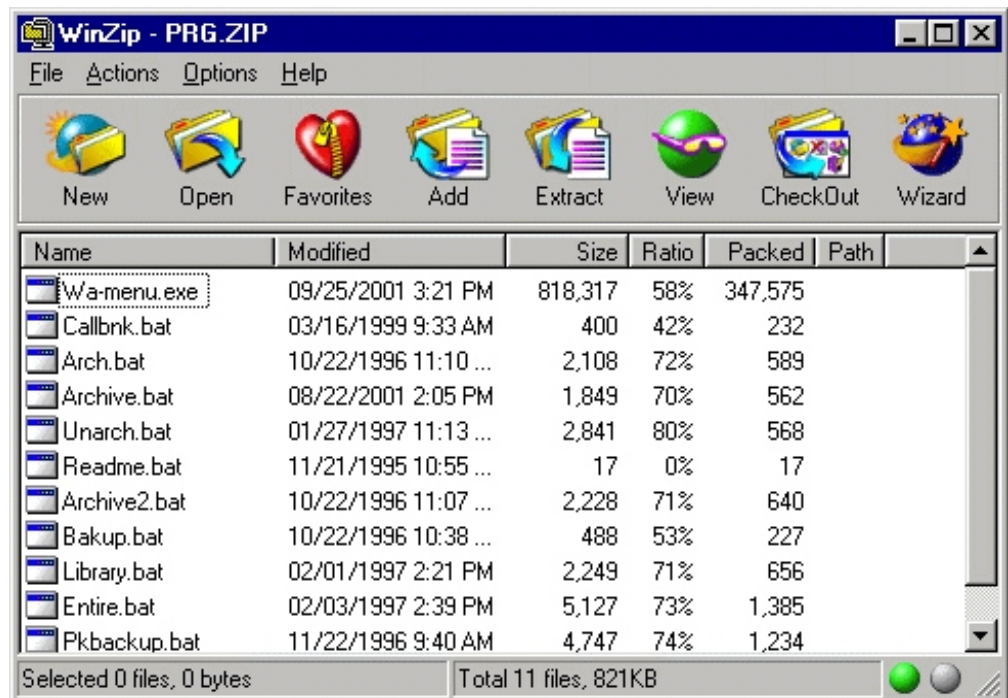 WinZip - PRG.ZIP
File Actions Options Help
New Open Favorites Add Extract View CheckOut Wizard
Name Modified Size Ratio Packed Path
Wa-menu.exe 09/25/2001 3:21 PM 818,317 58% 347,575
Callbnk.bat 03/16/1999 9:33 AM 400 42% 232
Arch.bat 10/22/1996 11:10 ... 2,108 72% 589
Archive.bat 08/22/2001 2:05 PM 1,849 70% 562
Unarch.bat 01/27/1997 11:13 ... 2,841 80% 568
Readme.bat 11/21/1995 10:55 ... 17 0% 17
Archive2.bat 10/22/1996 11:07 ... 2,228 71% 640
Bakup.bat 10/22/1996 10:38 ... 488 53% 227
Library.bat 02/01/1997 2:21 PM 2,249 71% 656
Entire.bat 02/03/1997 2:39 PM 5,127 73% 1,385
Pkbackup.bat 11/22/1996 9:40 AM 4,747 74% 1,234
Selected 0 files, 0 bytes Total 11 files, 821KB